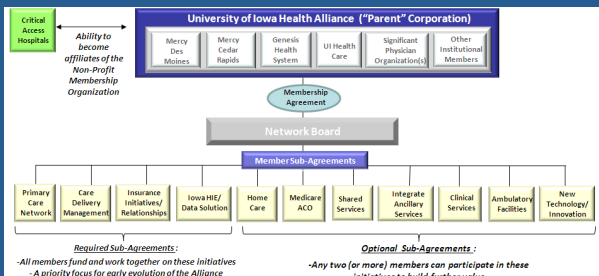 Critical
Access
Hospitals
Ability to
become
affiliates of the
Non-Profit
Membership
Organization
University of Iowa Health Alliance ("Parent" Corporation)
Mercy
Des
Moines
Mercy
Cedar
Rapids
Genesis
Health
System
UI Health
Care
Significant
Physician
Organization(s)
Other
Institutional
Members
Membership
Agreement
Network Board
Member Sub-Agreements
Primary
Care
Network
Care
Delivery
Management
Insurance
Initiatives/
Relationships
Iowa HIE/
Data Solution
Home
Care
Medicare
ACO
Shared
Services
Integrate
Ancillary
Services
Clinical
Services
Ambulatory
Facilities
New
Technology/
Innovation
Required Sub-Agreements :
-All members fund and work together on these initiatives
- A priority focus for early evolution of the Alliance
Optional Sub-Agreements :
-Any two (or more) members can participate in these
initiatives to build further value